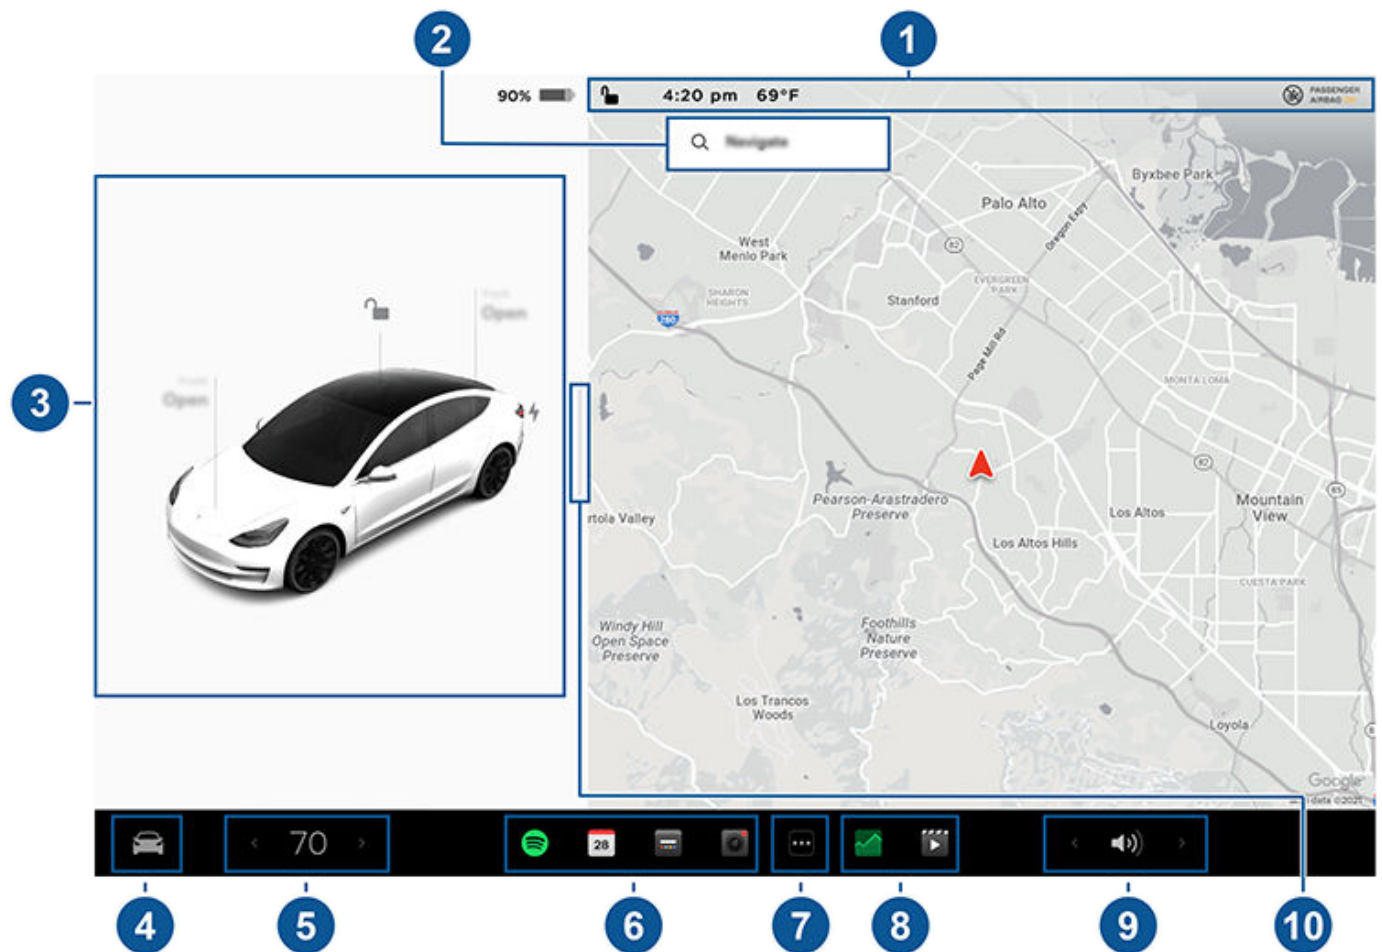 2
1
90%
4:20 pm 69°F
PASSENGER
AIRBAG
Byxbee Park
Palo Alto
Oregon Expy
82
West
Menlo Park
EVERGREEN
PARK
SHARON
HEIGHTS
Stanford
280
Page Mill Rd
MONTA LOMA
3
82
85
Pearson-Arastradero
Preserve
Mountain
View
Los Altos
rtola Valley
Los Altos Hills
CUESTA PARK
Windy Hill
Open Space
Preserve
Foothills
Nature
Preserve
Los Trancos
Woods
Loyola
Google
data ©2021
70
28
4
5
6
7
8
9
10